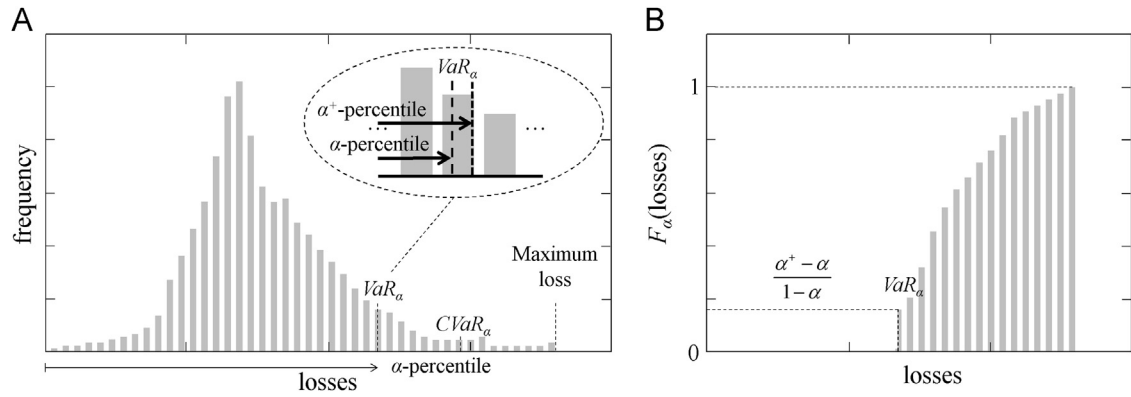 A
frequency
VaRα
α⁺-percentile
... ...
α-percentile
Maximum
loss
VaRα
CVaRα
α-percentile
losses
B
Fα(losses)
1
α⁺ − α
1 − α
VaRα
0
losses